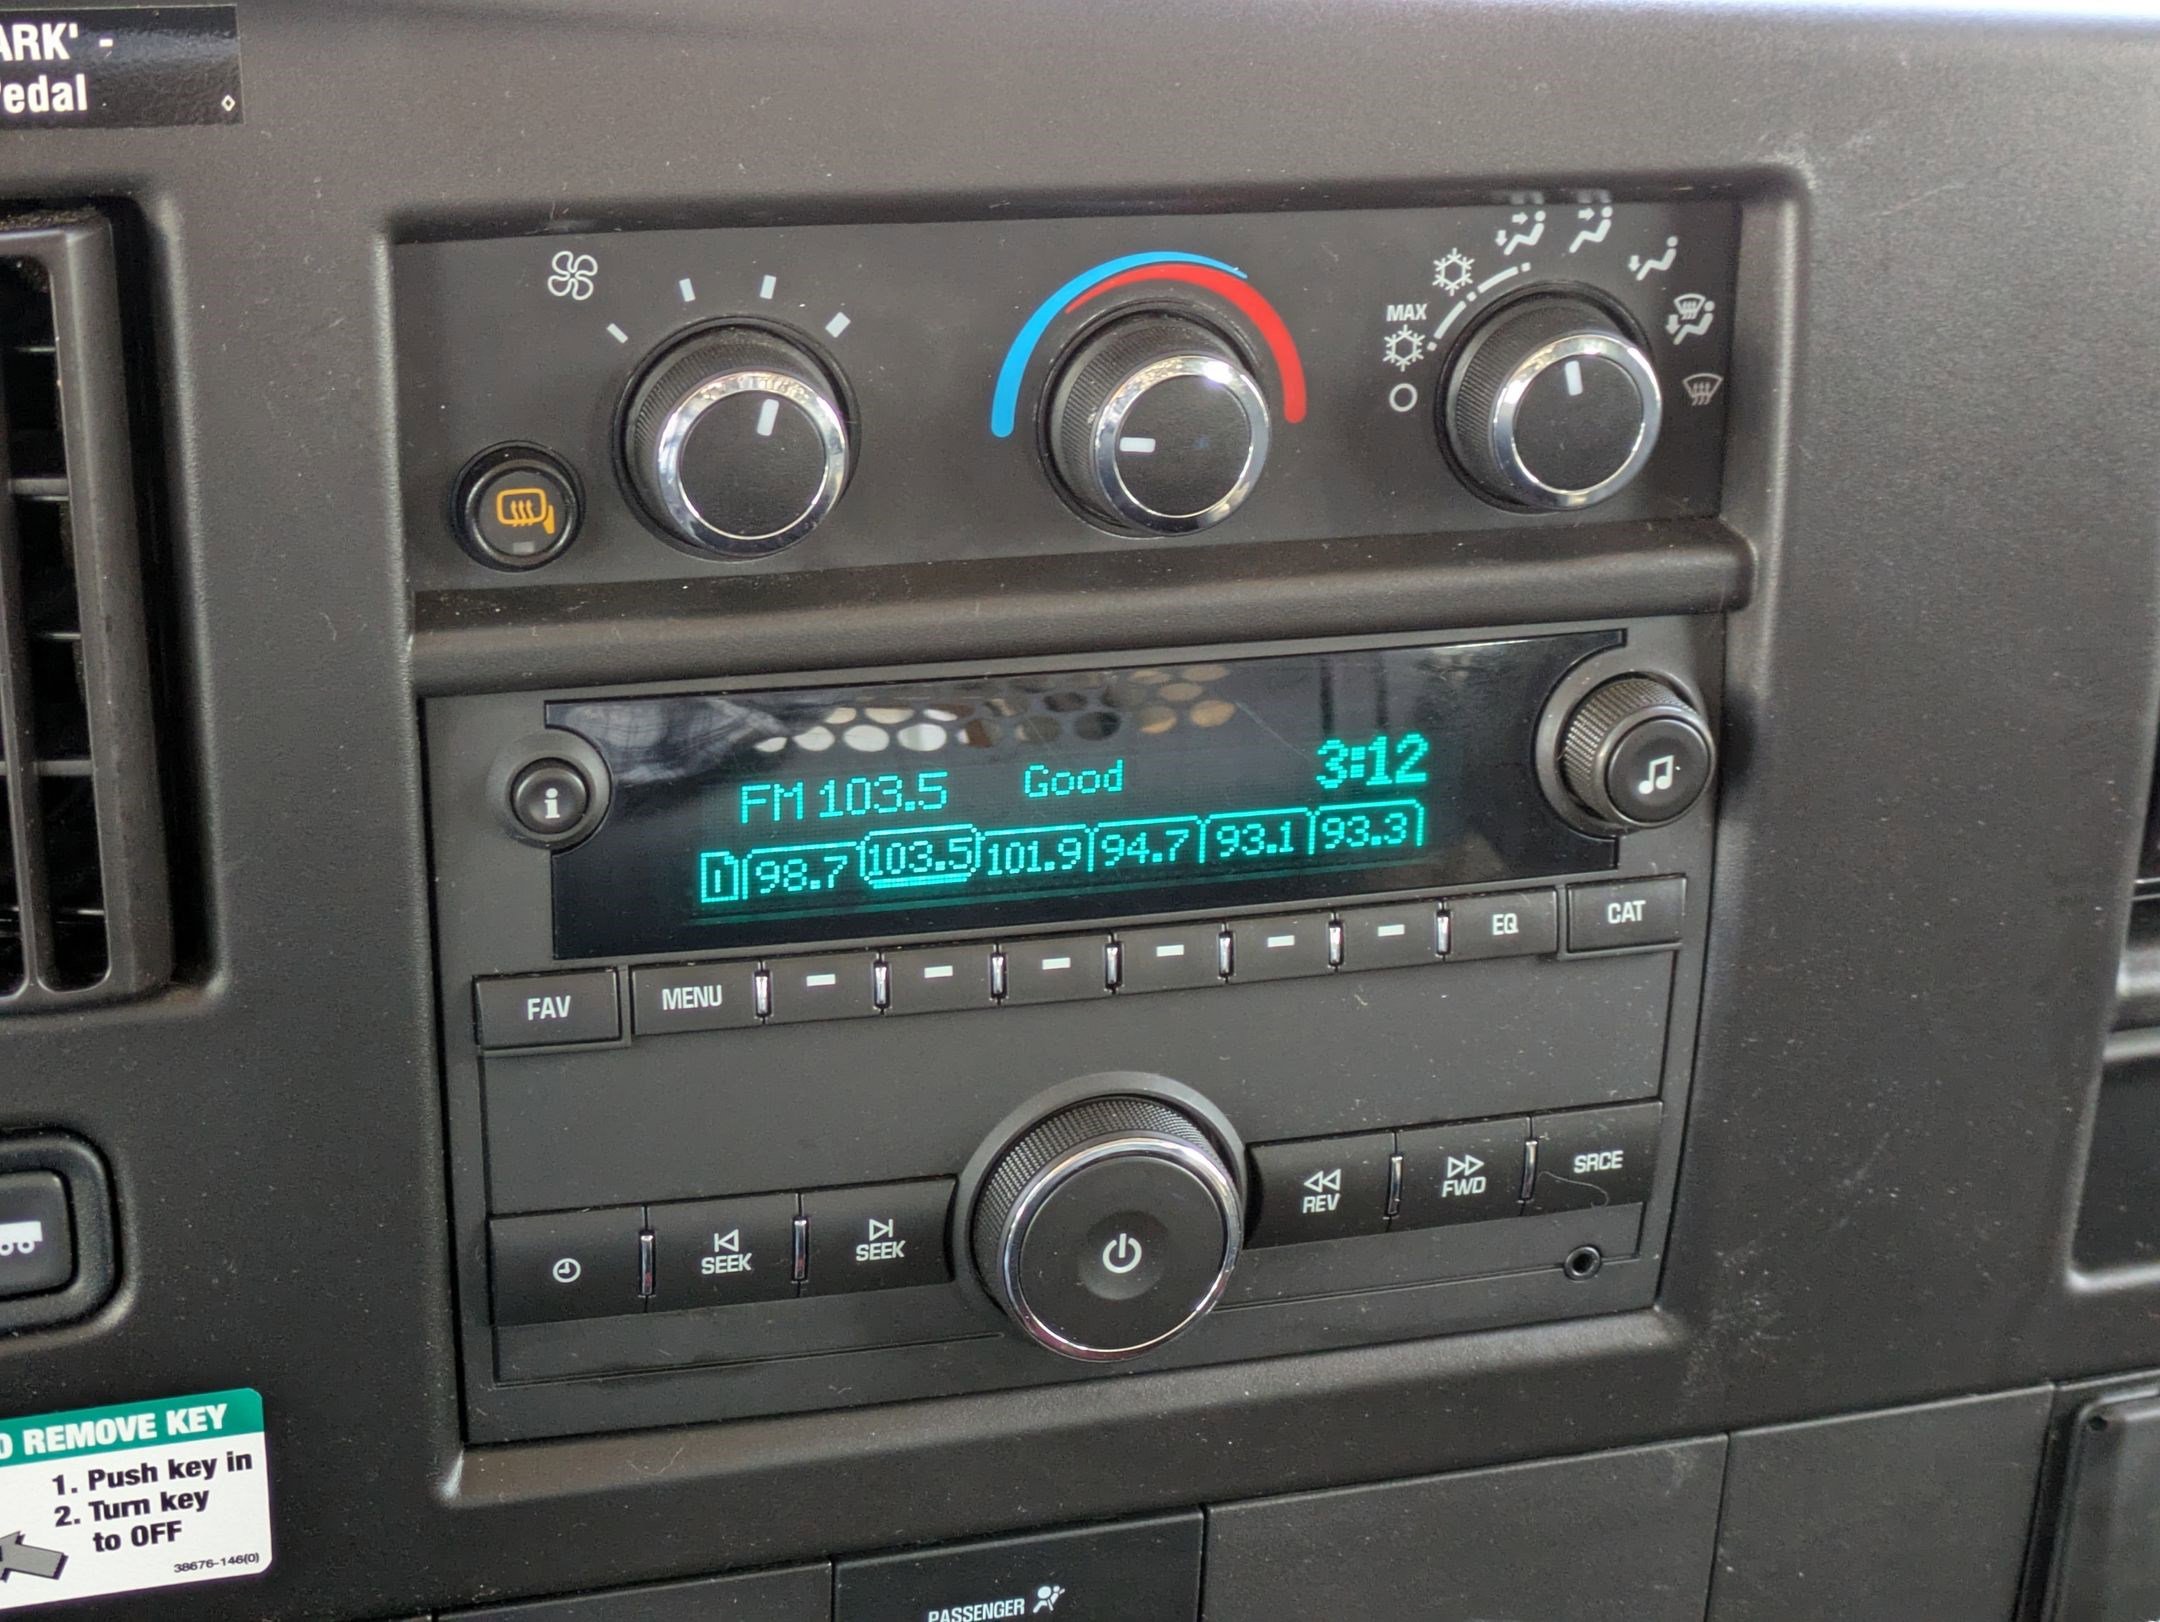 ARK' -
edal
MAX
FM 103.5 Good 3:12
1 98.7 103.5 101.9 94.7 93.1 93.3
i
FAV MENU EQ CAT
SEEK SEEK REV FWD SRCE
O REMOVE KEY
1. Push key in
2. Turn key
to OFF
38676-146(0)
PASSENGER